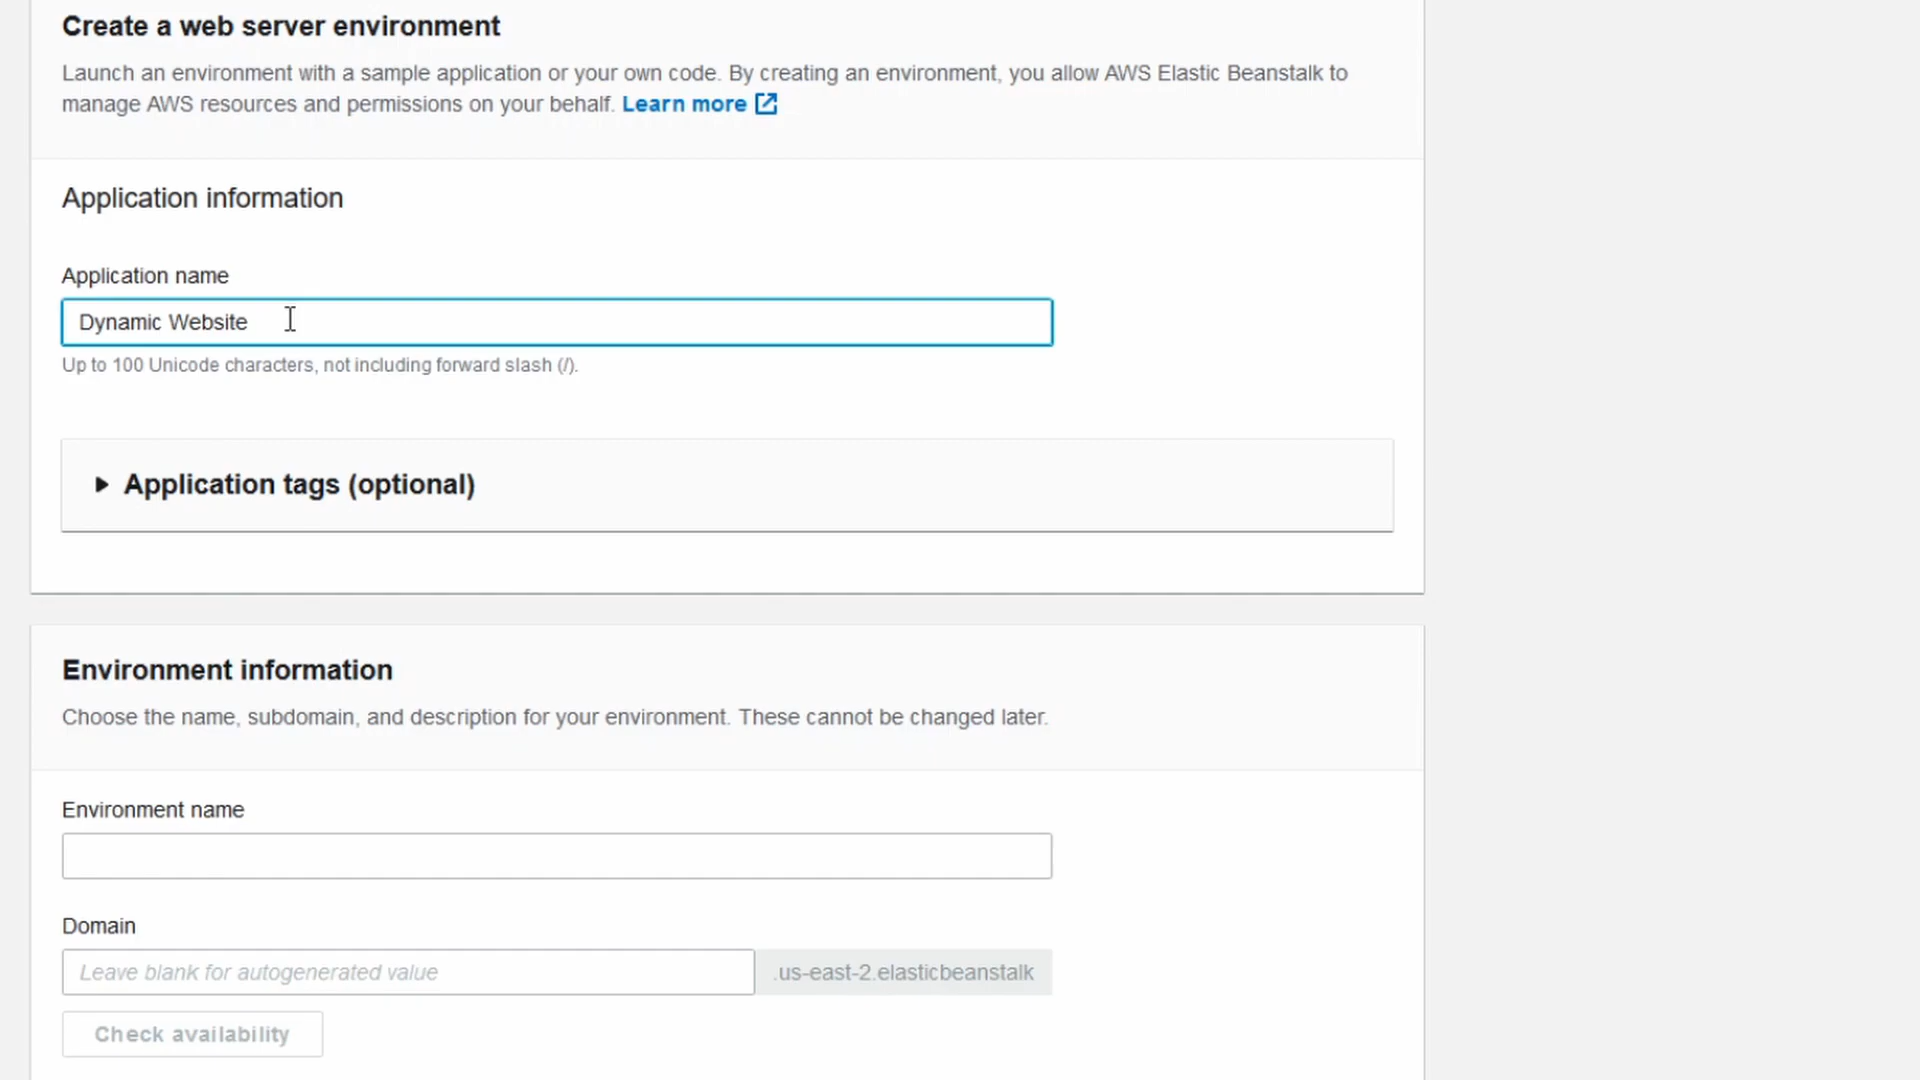 Create a web server environment
Launch an environment with a sample application or your own code. By creating an environment, you allow AWS Elastic Beanstalk to
manage AWS resources and permissions on your behalf. Learn more
Application information
Application name
Dynamic Website
Up to 100 Unicode characters, not including forward slash (/).
Application tags (optional)
Environment information
Choose the name, subdomain, and description for your environment. These cannot be changed later.
Environment name
Domain
Leave blank for autogenerated value
.us-east-2.elasticbeanstalk
Check availability